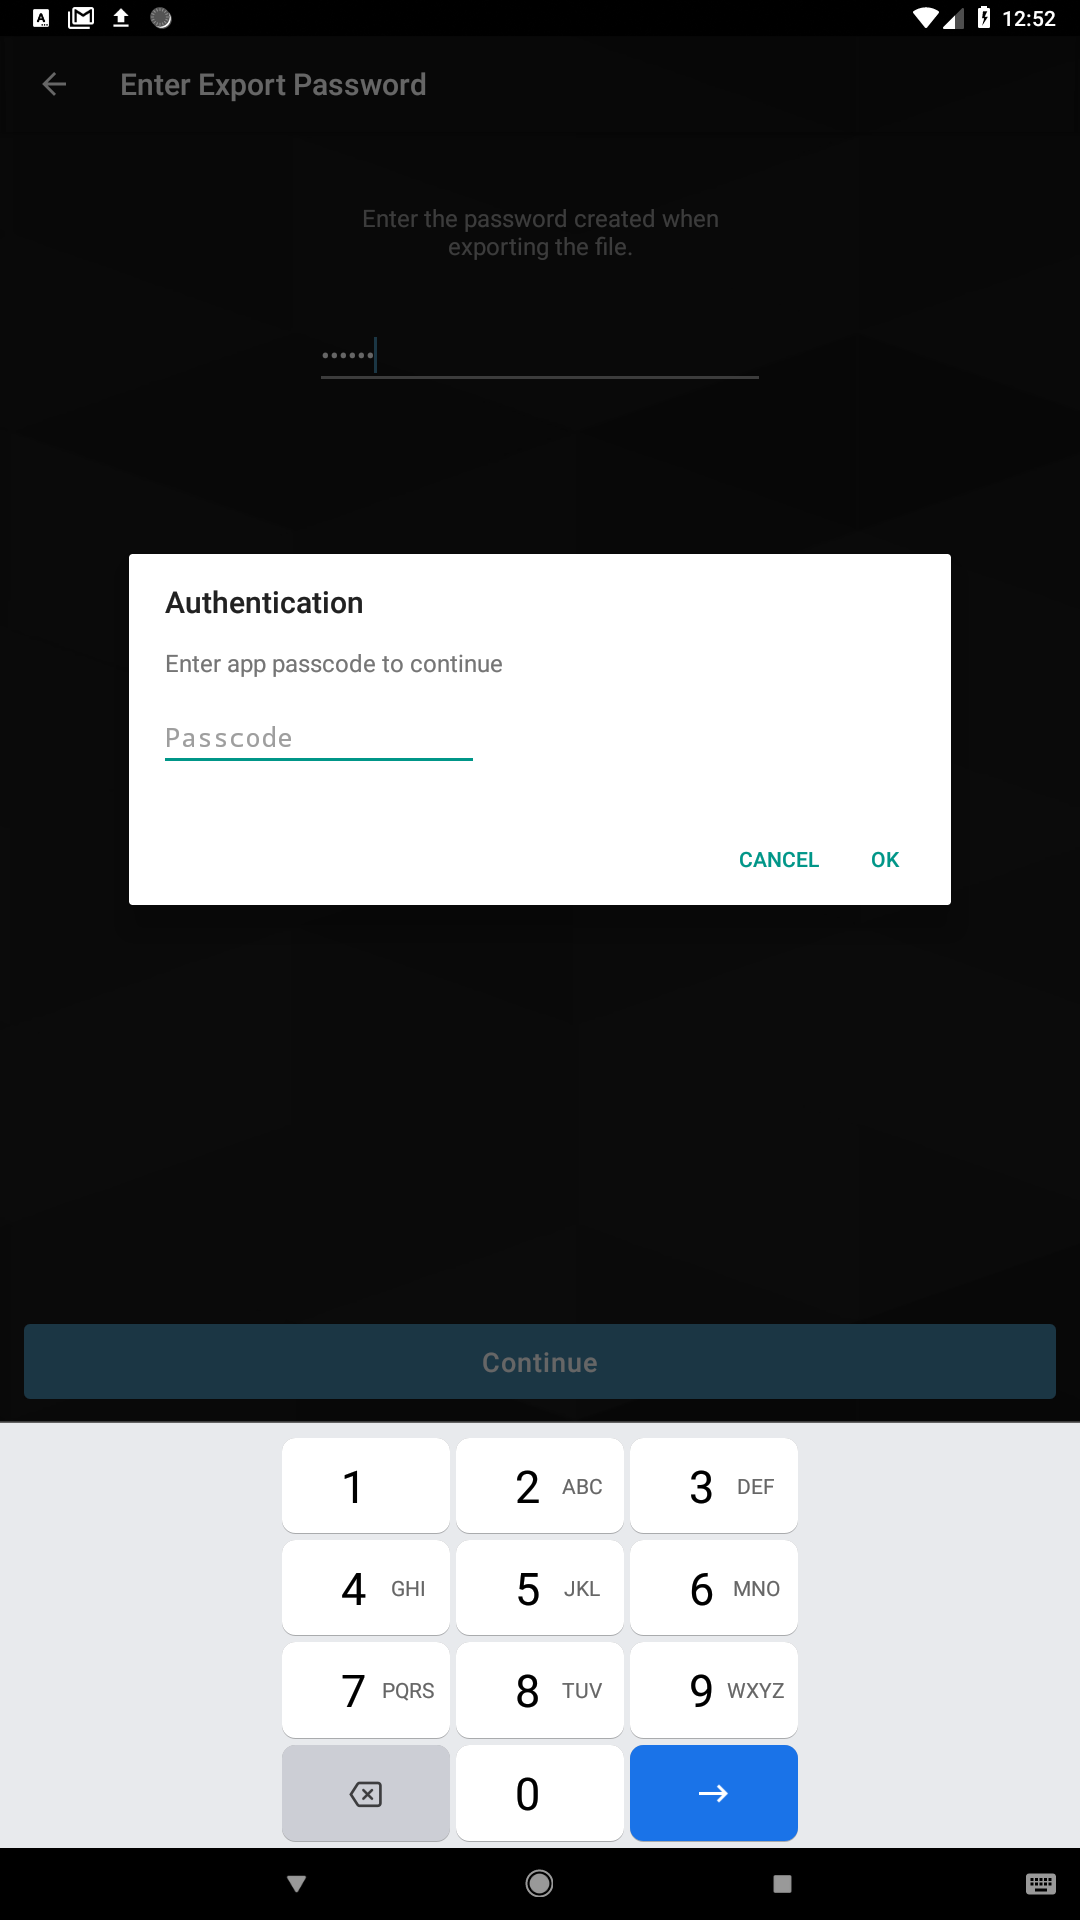 12:52
Enter Export Password
Enter the password created when
exporting the file.
••••••
Authentication
Enter app passcode to continue
Passcode
CANCEL OK
Continue
1 2 ABC 3 DEF
4 GHI 5 JKL 6 MNO
7 PQRS 8 TUV 9 WXYZ
0